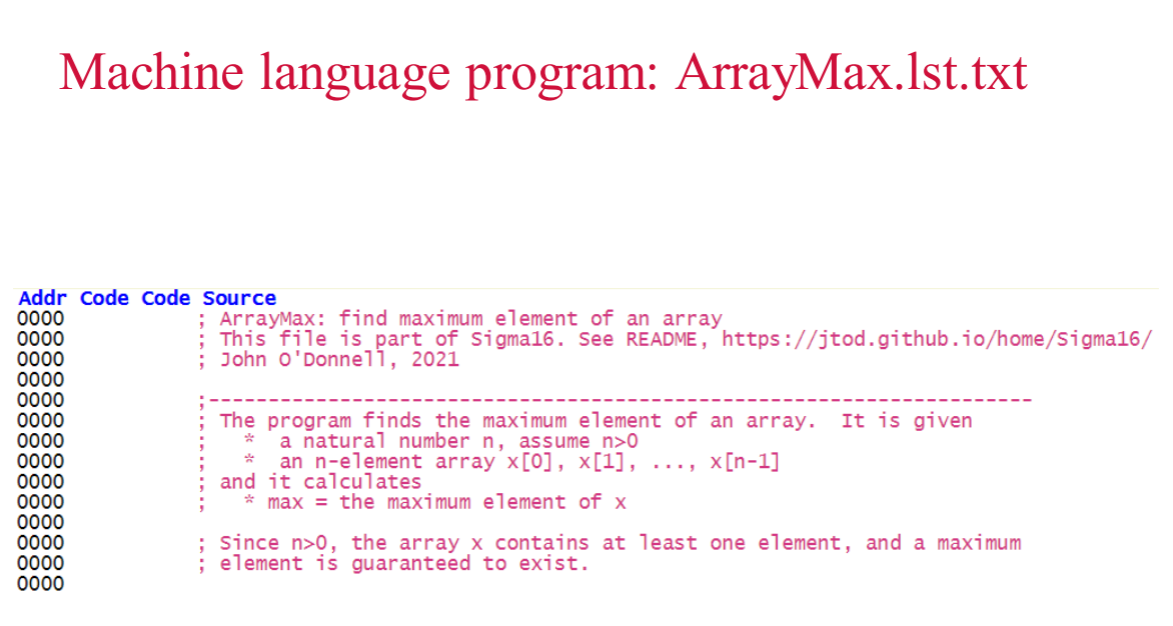 Machine language program: ArrayMax.lst.txt
Addr Code Code Source
0000 ; ArrayMax: find maximum element of an array
0000 ; This file is part of Sigma16. See README, https://jtod.github.io/home/Sigma16/
0000 ; John O'Donnell, 2021
0000
0000 ;---------------------------------------------------------------------
0000 ; The program finds the maximum element of an array.  It is given
0000 ;   *  a natural number n, assume n>0
0000 ;   *  an n-element array x[0], x[1], ..., x[n-1]
0000 ; and it calculates
0000 ;   * max = the maximum element of x
0000
0000 ; Since n>0, the array x contains at least one element, and a maximum
0000 ; element is guaranteed to exist.
0000